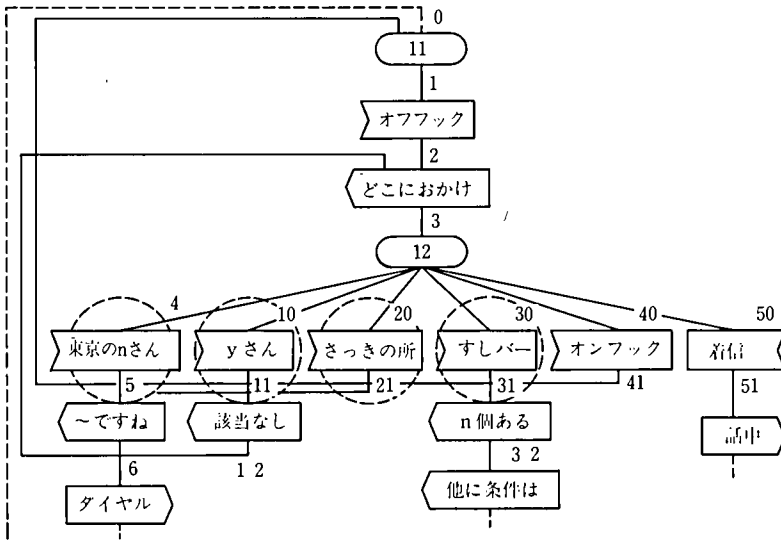 0
11
1
オフフック
2
どこにおかけ
3
12
4
10
20
30
40
50
東京のnさん
yさん
さっきの所
すしバー
オンフック
着信
5
11
21
31
41
51
～ですね
該当なし
n個ある
話中
6
12
32
ダイヤル
他に条件は